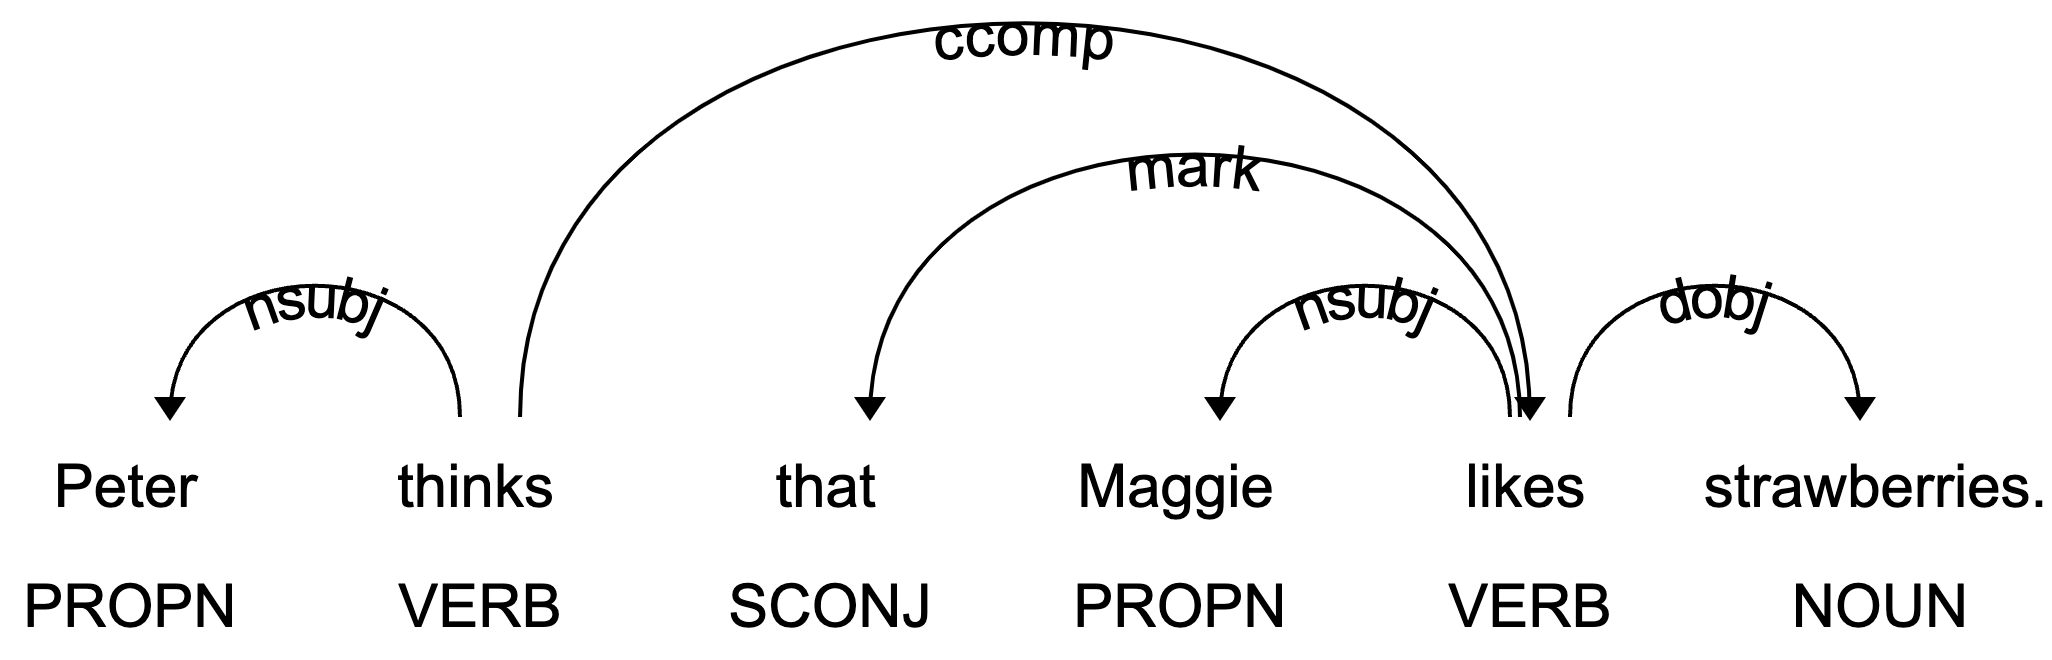 ccomp
mark
nsubj nsubj dobj
Peter thinks that Maggie likes strawberries.
PROPN VERB SCONJ PROPN VERB NOUN